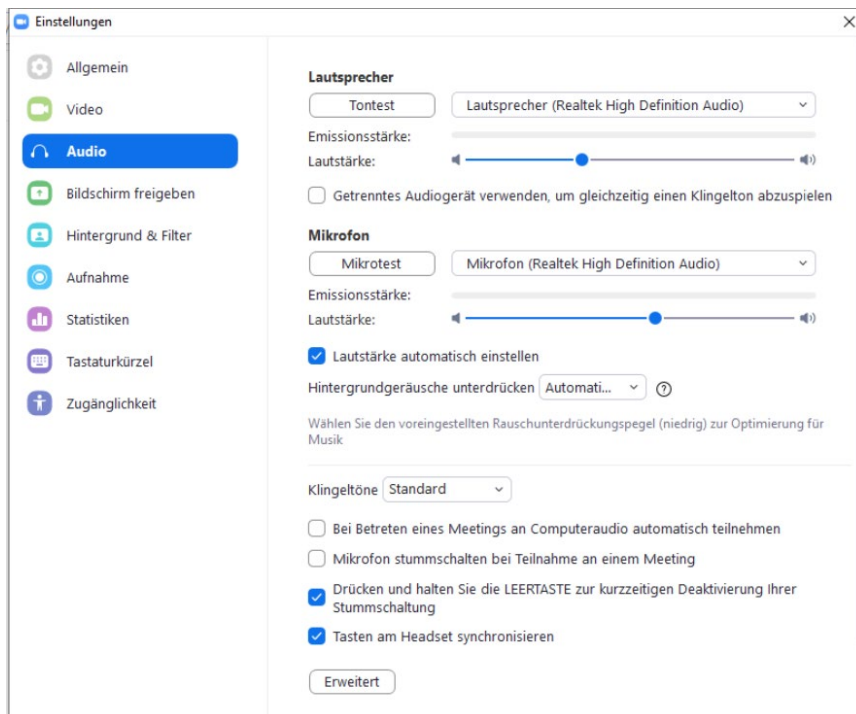 Einstellungen
Allgemein
Video
Audio
Bildschirm freigeben
Hintergrund & Filter
Aufnahme
Statistiken
Tastaturkürzel
Zugänglichkeit
Lautsprecher
Tontest
Lautsprecher (Realtek High Definition Audio)
Emissionsstärke:
Lautstärke:
Getrenntes Audiogerät verwenden, um gleichzeitig einen Klingelton abzuspielen
Mikrofon
Mikrotest
Mikrofon (Realtek High Definition Audio)
Emissionsstärke:
Lautstärke:
Lautstärke automatisch einstellen
Hintergrundgeräusche unterdrücken Automati...
Wählen Sie den voreingestellten Rauschunterdrückungspegel (niedrig) zur Optimierung für
Musik
Klingeltöne Standard
Bei Betreten eines Meetings an Computeraudio automatisch teilnehmen
Mikrofon stummschalten bei Teilnahme an einem Meeting
Drücken und halten Sie die LEERTASTE zur kurzzeitigen Deaktivierung Ihrer
Stummschaltung
Tasten am Headset synchronisieren
Erweitert